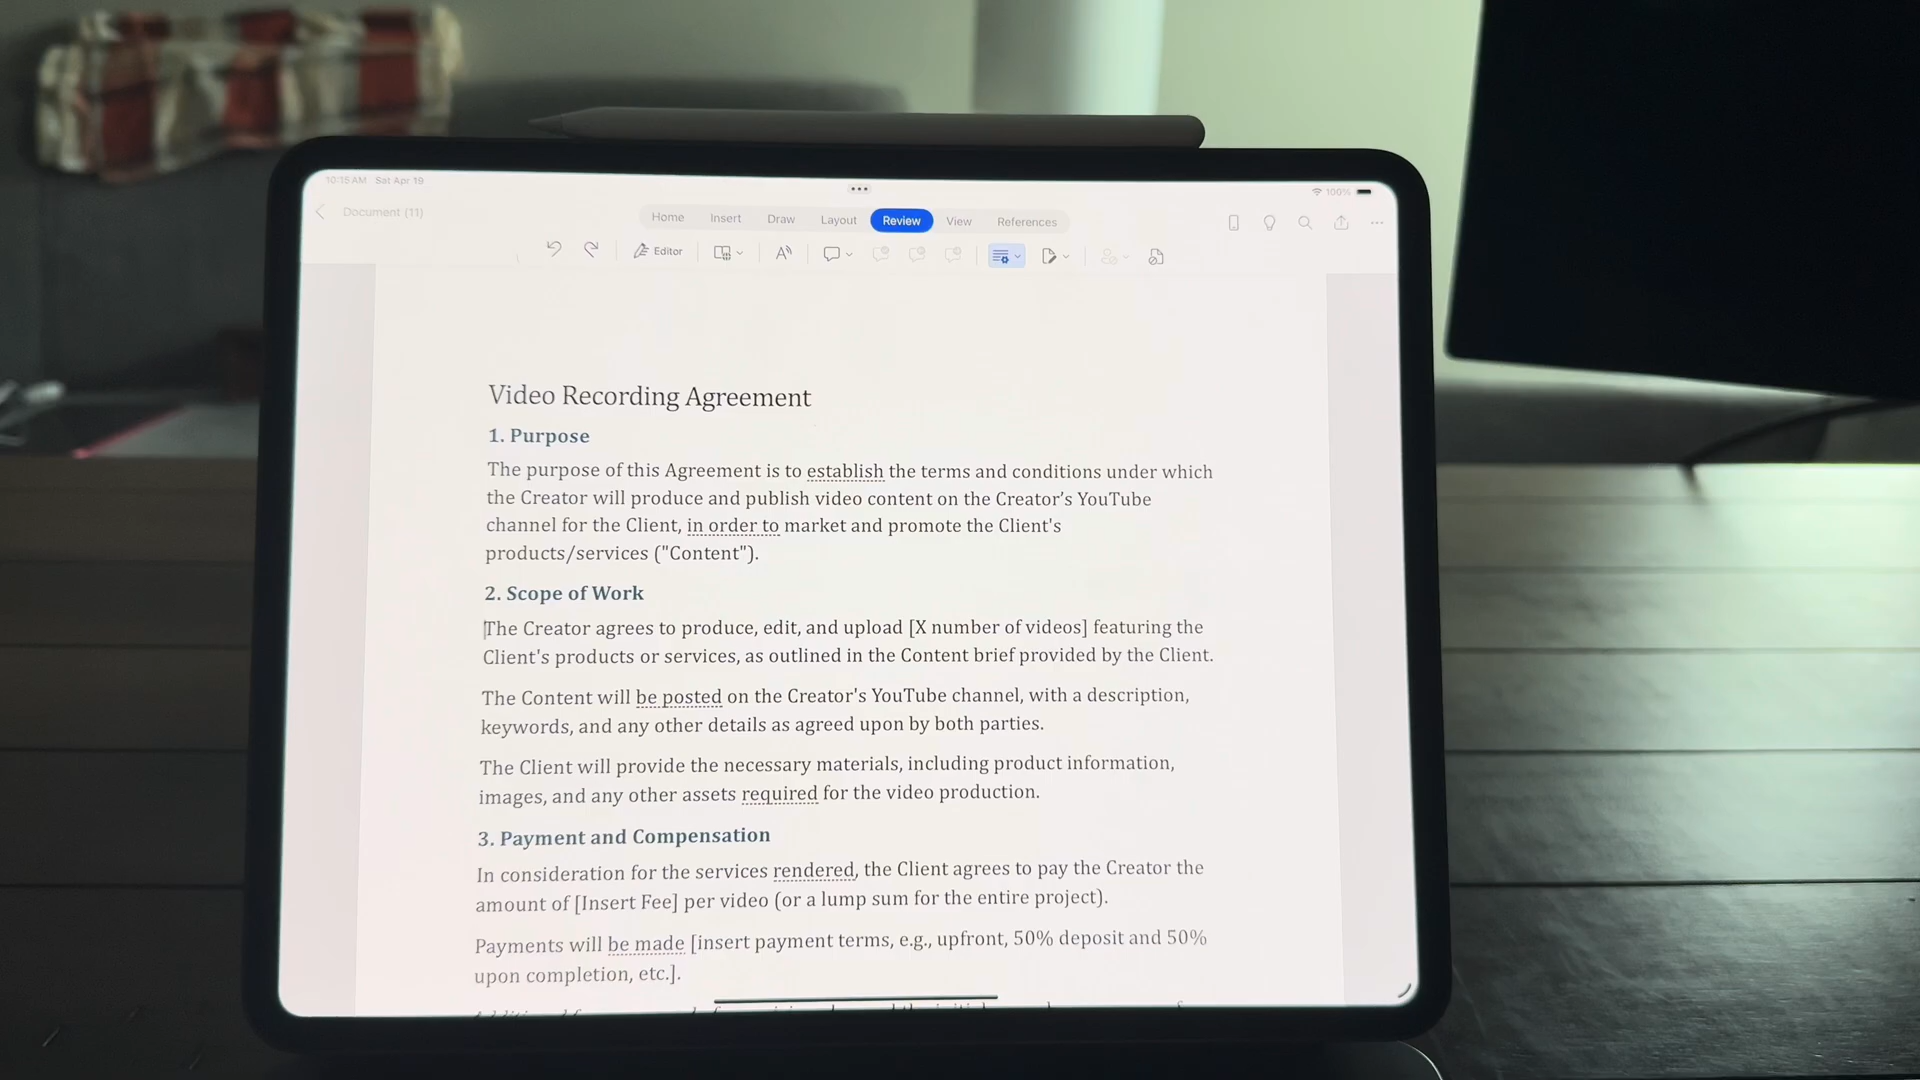 10:15 AM Sat Apr 19
100%
Document (11)
Home Insert Draw Layout Review View References
Editor
Video Recording Agreement
1. Purpose
The purpose of this Agreement is to establish the terms and conditions under which
the Creator will produce and publish video content on the Creator’s YouTube
channel for the Client, in order to market and promote the Client's
products/services ("Content").
2. Scope of Work
The Creator agrees to produce, edit, and upload [X number of videos] featuring the
Client's products or services, as outlined in the Content brief provided by the Client.
The Content will be posted on the Creator's YouTube channel, with a description,
keywords, and any other details as agreed upon by both parties.
The Client will provide the necessary materials, including product information,
images, and any other assets required for the video production.
3. Payment and Compensation
In consideration for the services rendered, the Client agrees to pay the Creator the
amount of [Insert Fee] per video (or a lump sum for the entire project).
Payments will be made [insert payment terms, e.g., upfront, 50% deposit and 50%
upon completion, etc.].